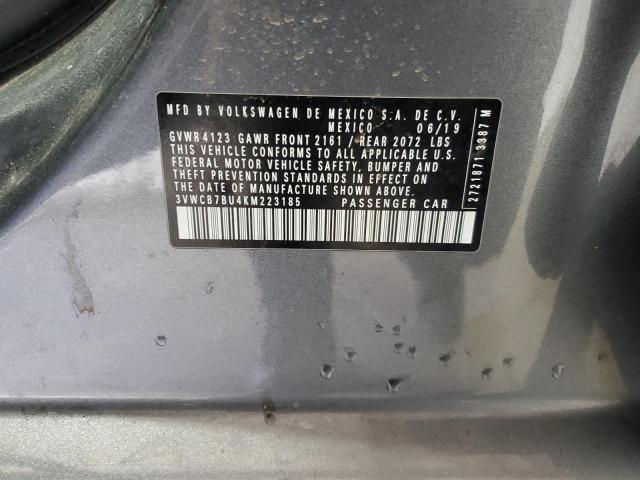 MFD BY VOLKSWAGEN DE MEXICO S.A. DE C.V.
MEXICO 06/19
GVWR 4123 GAWR FRONT 2161 / REAR 2072 LBS
THIS VEHICLE CONFORMS TO ALL APPLICABLE U.S.
FEDERAL MOTOR VEHICLE SAFETY, BUMPER AND
THEFT PREVENTION STANDARDS IN EFFECT ON THE
DATE OF MANUFACTURE SHOWN ABOVE.
3VWCB7BU4KM223185 PASSENGER CAR
2721871 3387 M